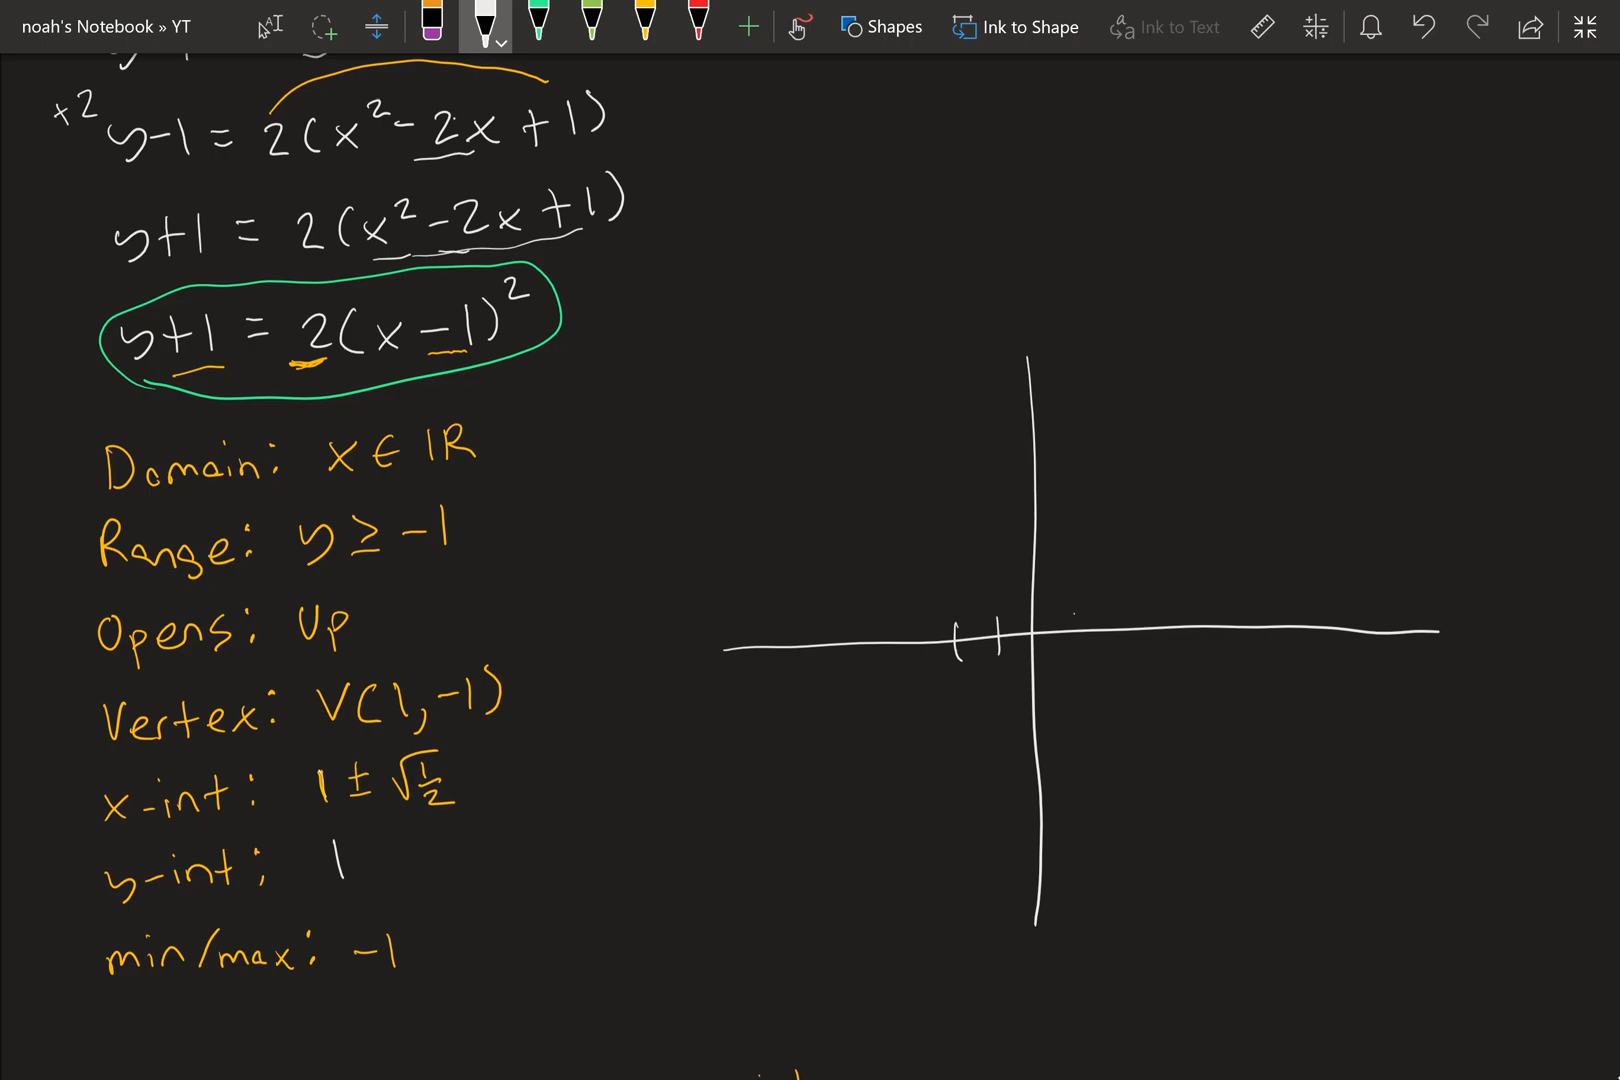 noah's Notebook » YT
Shapes
Ink to Shape
Ink to Text
+2
y-1 = 2(x² - 2x + 1)
y+1 = 2(x² - 2x + 1)
y+1 = 2(x - 1)²
Domain: x ∈ ℝ
Range: y ≥ -1
Opens: Up
Vertex: V(1, -1)
x-int: 1 ± √(1/2)
y-int: 1
min/max: -1